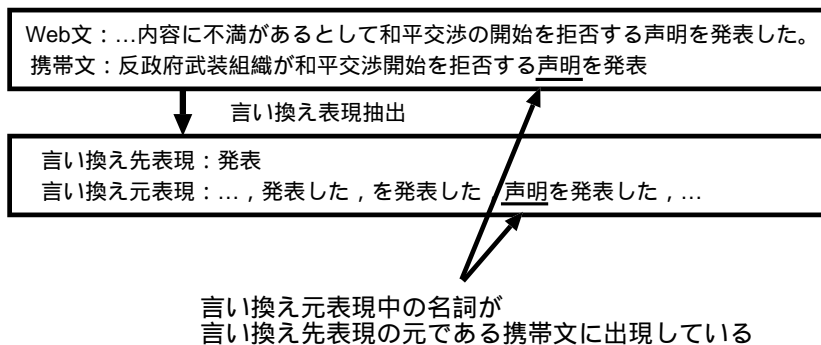 Web文：…内容に不満があるとして和平交渉の開始を拒否する声明を発表した。
携帯文：反政府武装組織が和平交渉開始を拒否する声明を発表
言い換え表現抽出
言い換え先表現：発表
言い換え元表現：…，発表した，を発表した，声明を発表した，…
言い換え元表現中の名詞が
言い換え先表現の元である携帯文に出現している